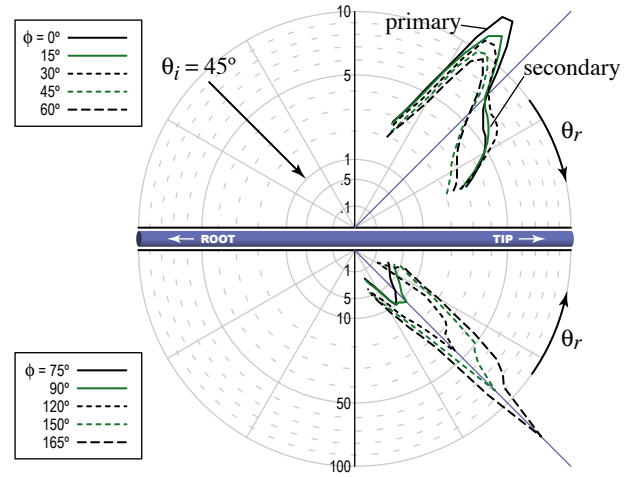 10
primary
ϕ = 0º
15º
30º
45º
60º
θi = 45º
5
secondary
θr
1
.5
.1
ROOT
TIP
1
5
10
θr
ϕ = 75º
90º
120º
150º
165º
50
100